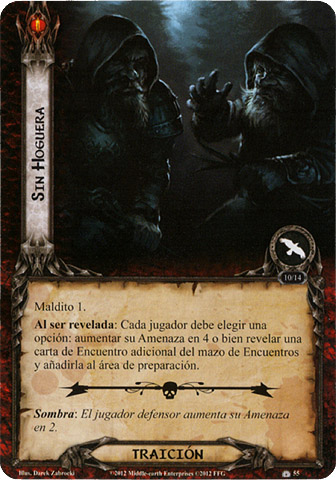 SIN HOGUERA
10/14
Maldito 1.
Al ser revelada: Cada jugador debe elegir una
opción: aumentar su Amenaza en 4 o bien revelar una
carta de Encuentro adicional del mazo de Encuentros
y añadirla al área de preparación.
Sombra: El jugador defensor aumenta su Amenaza
en 2.
TRAICIÓN
Illus. Darek Zabrocki
©2012 Middle-earth Enterprises ©2012 FFG
55